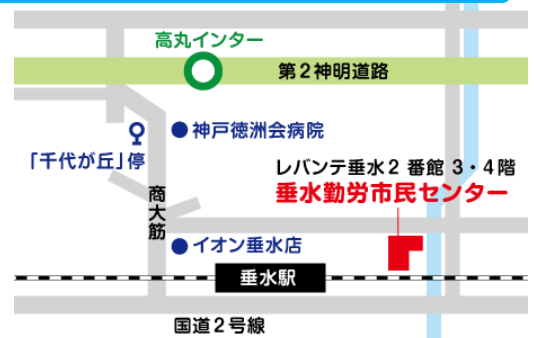 高丸インター
第2神明道路
神戸徳洲会病院
「千代が丘」停
レバンテ垂水2 番館 3・4階
垂水勤労市民センター
商大筋
イオン垂水店
垂水駅
国道2号線